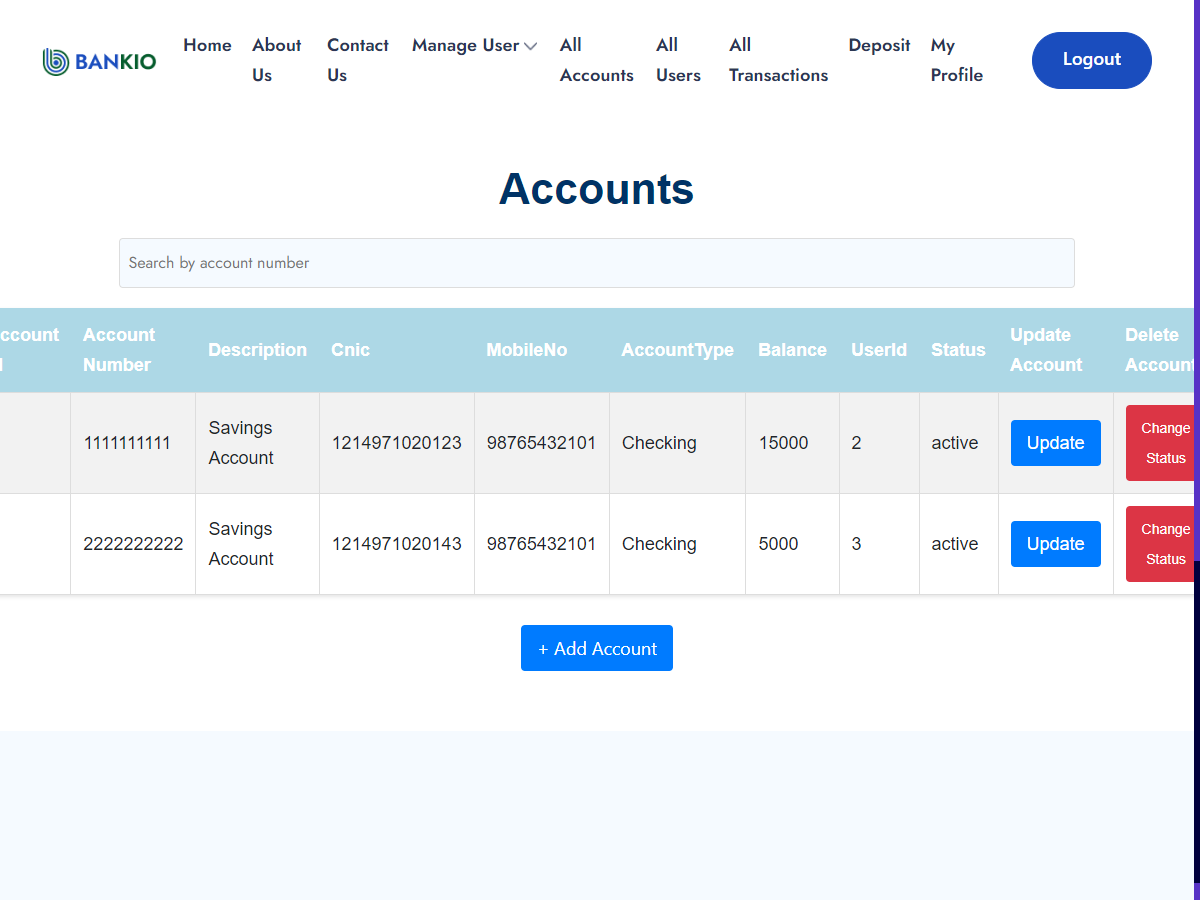 BANKIO
Home About Contact Manage User All All All Deposit My Logout
Us Us Accounts Users Transactions Profile
Accounts
Search by account number
ccount Account Description Cnic MobileNo AccountType Balance UserId Status Update Delete
Number Account Account
1111111111 Savings 1214971020123 98765432101 Checking 15000 2 active Update Change
Account Status
2222222222 Savings 1214971020143 98765432101 Checking 5000 3 active Update Change
Account Status
+ Add Account